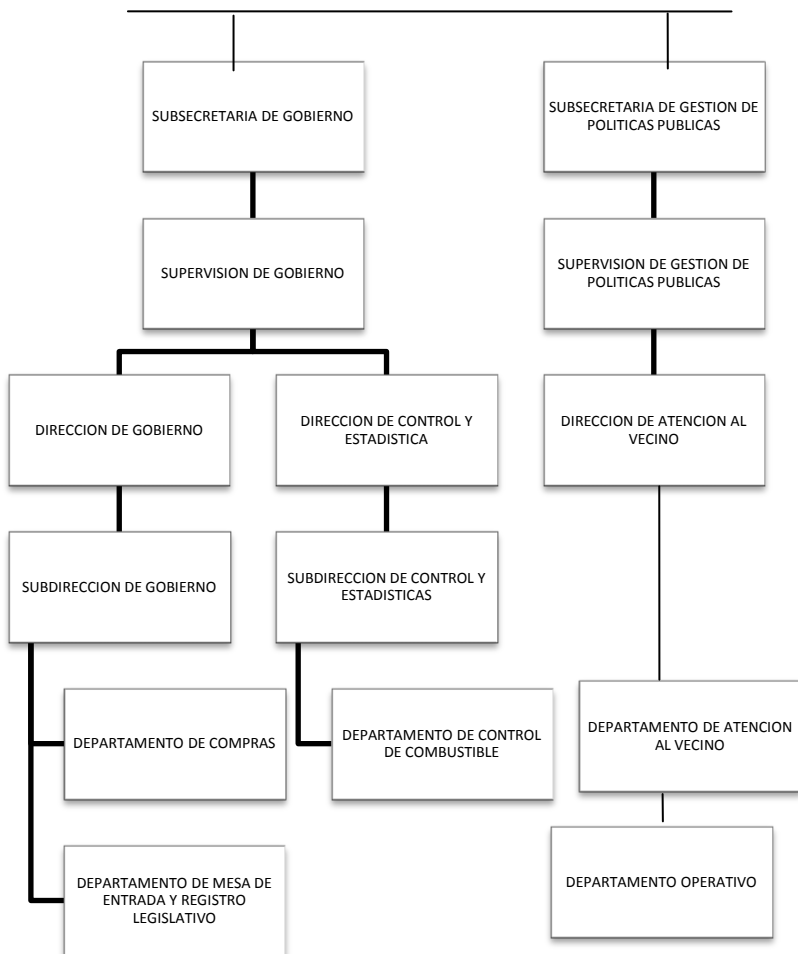 SUBSECRETARIA DE GOBIERNO
SUBSECRETARIA DE GESTION DE
POLITICAS PUBLICAS
SUPERVISION DE GOBIERNO
SUPERVISION DE GESTION DE
POLITICAS PUBLICAS
DIRECCION DE GOBIERNO
DIRECCION DE CONTROL Y
ESTADISTICA
DIRECCION DE ATENCION AL
VECINO
SUBDIRECCION DE GOBIERNO
SUBDIRECCION DE CONTROL Y
ESTADISTICAS
DEPARTAMENTO DE COMPRAS
DEPARTAMENTO DE CONTROL
DE COMBUSTIBLE
DEPARTAMENTO DE ATENCION
AL VECINO
DEPARTAMENTO DE MESA DE
ENTRADA Y REGISTRO
LEGISLATIVO
DEPARTAMENTO OPERATIVO